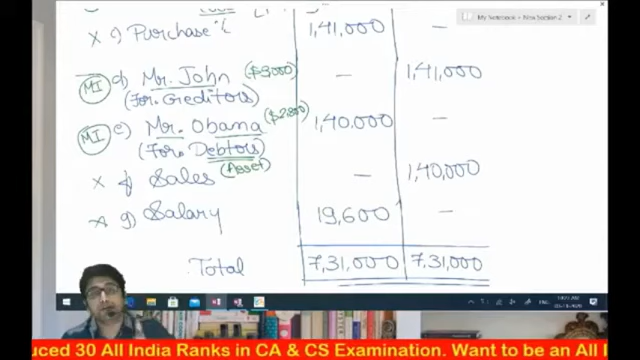 My Notebook » New Section 2
x c) Purchase A/c 1,41,000 —
MI d) Mr. John ($3000) — 1,41,000
(For. Creditors)
MI e) Mr. Obama ($2800) 1,40,000 —
(For. Debtors)
(Asset)
x f) Sales — 1,40,000
x g) Salary 19,600 —
Total 7,31,000 7,31,000
ENG
uced 30 All India Ranks in CA & CS Examination. Want to be an All I